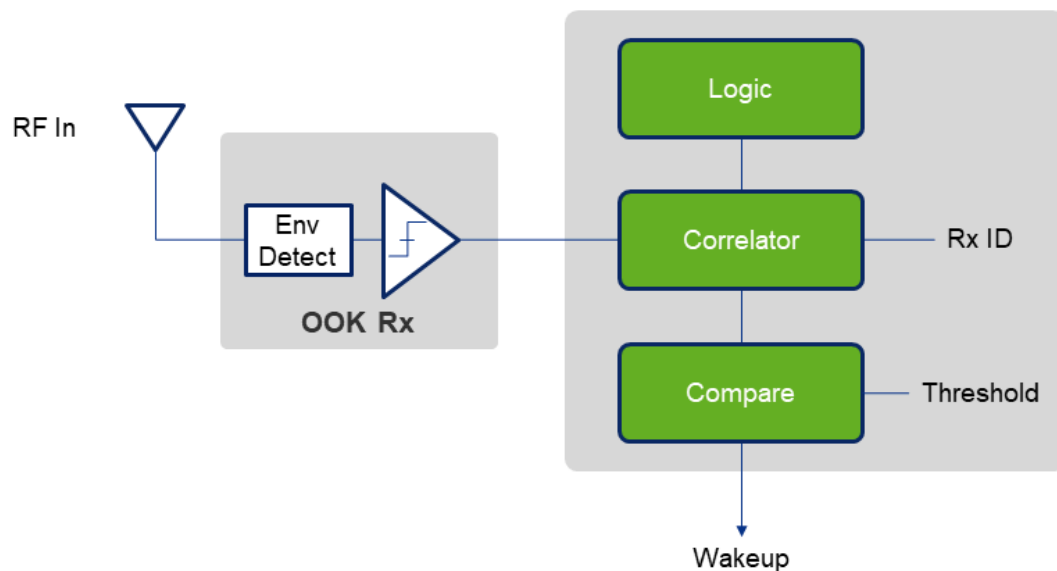 Logic
RF In
Env
Detect
OOK Rx
Correlator
Rx ID
Compare
Threshold
Wakeup